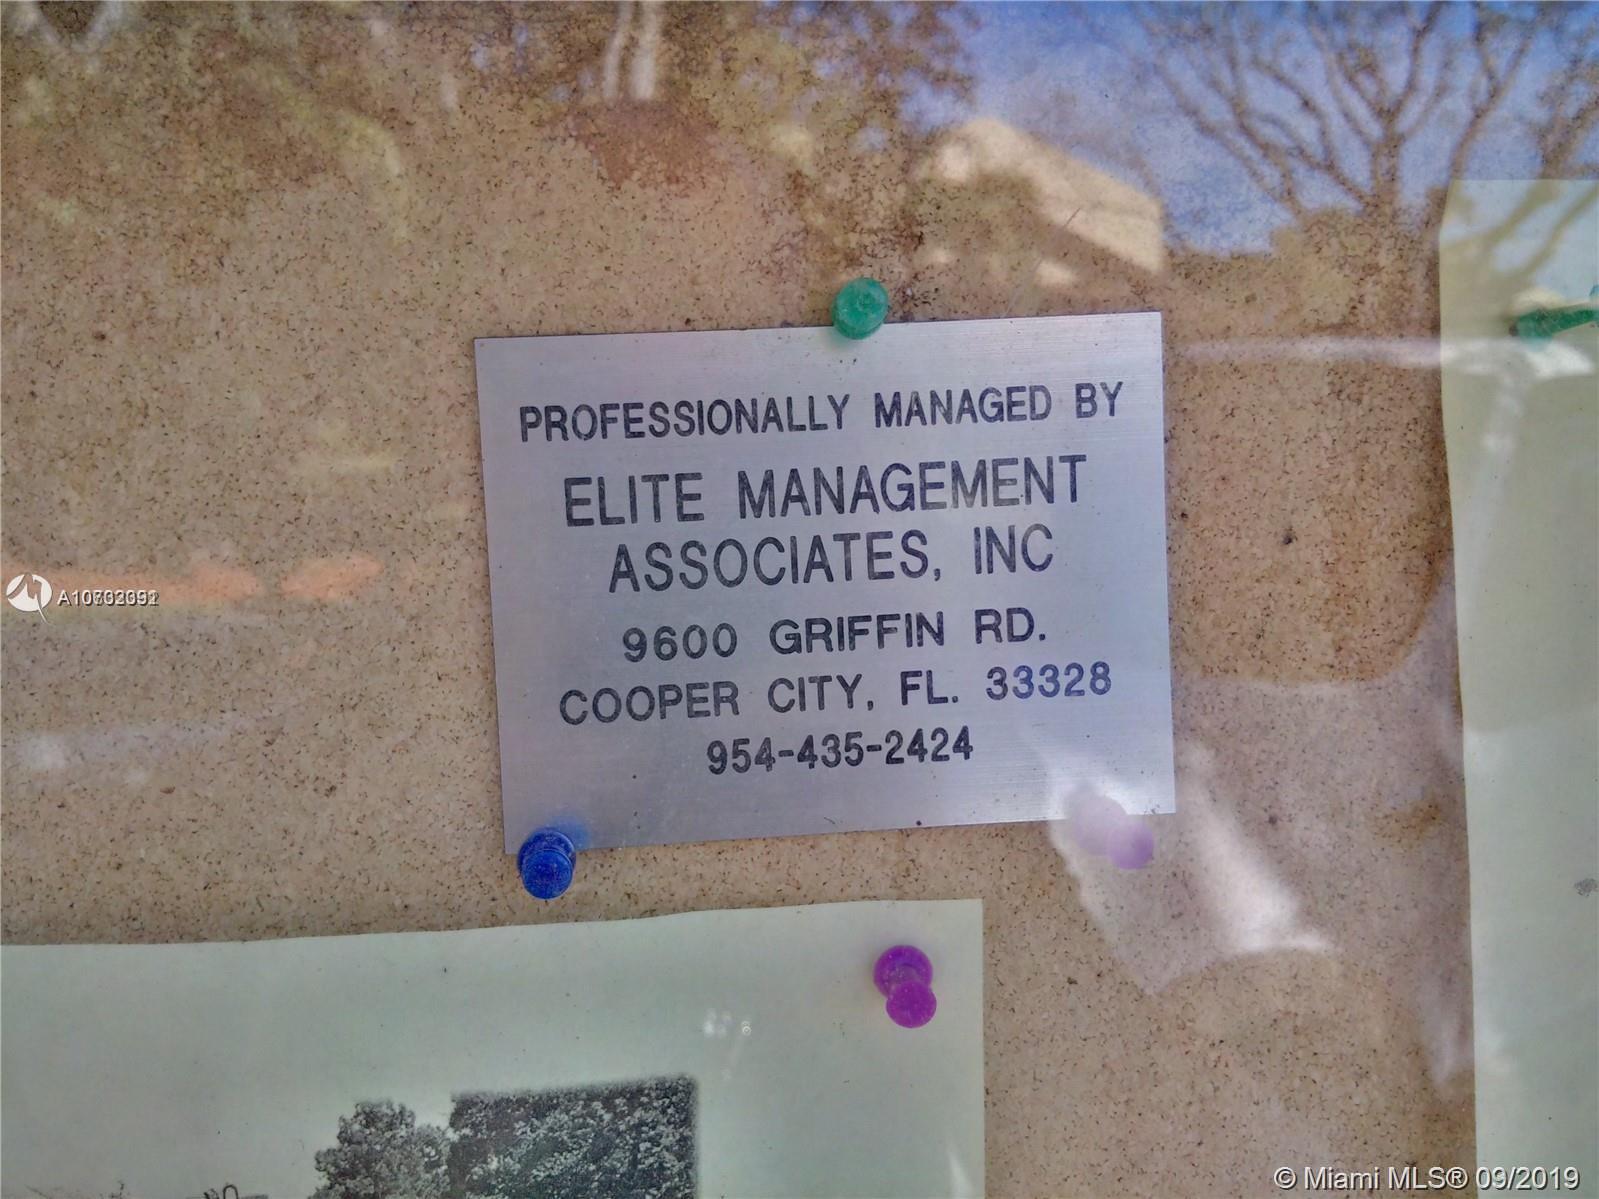 PROFESSIONALLY MANAGED BY
ELITE MANAGEMENT
ASSOCIATES, INC
9600 GRIFFIN RD.
COOPER CITY, FL. 33328
954-435-2424
© Miami MLS® 09/2019